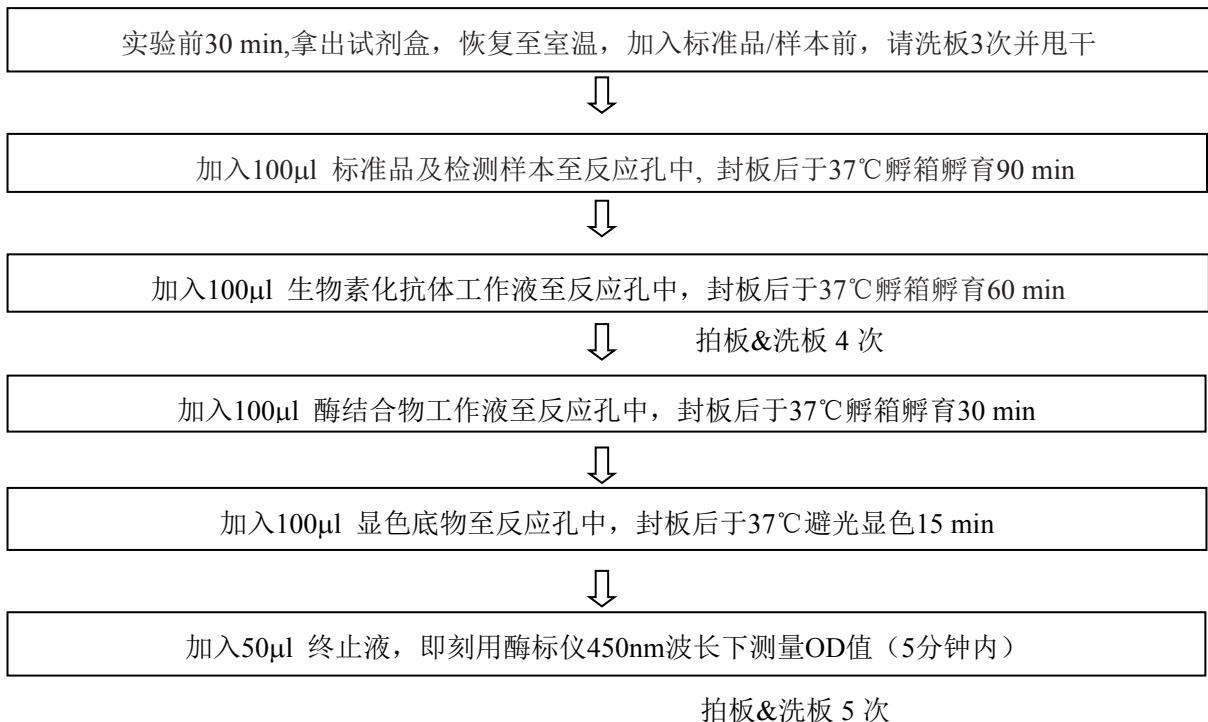 实验前30 min,拿出试剂盒，恢复至室温，加入标准品/样本前，请洗板3次并甩干
加入100μl 标准品及检测样本至反应孔中, 封板后于37℃孵箱孵育90 min
加入100μl 生物素化抗体工作液至反应孔中，封板后于37℃孵箱孵育60 min
拍板&洗板 4 次
加入100μl 酶结合物工作液至反应孔中，封板后于37℃孵箱孵育30 min
加入100μl 显色底物至反应孔中，封板后于37℃避光显色15 min
加入50μl 终止液，即刻用酶标仪450nm波长下测量OD值（5分钟内）
拍板&洗板 5 次